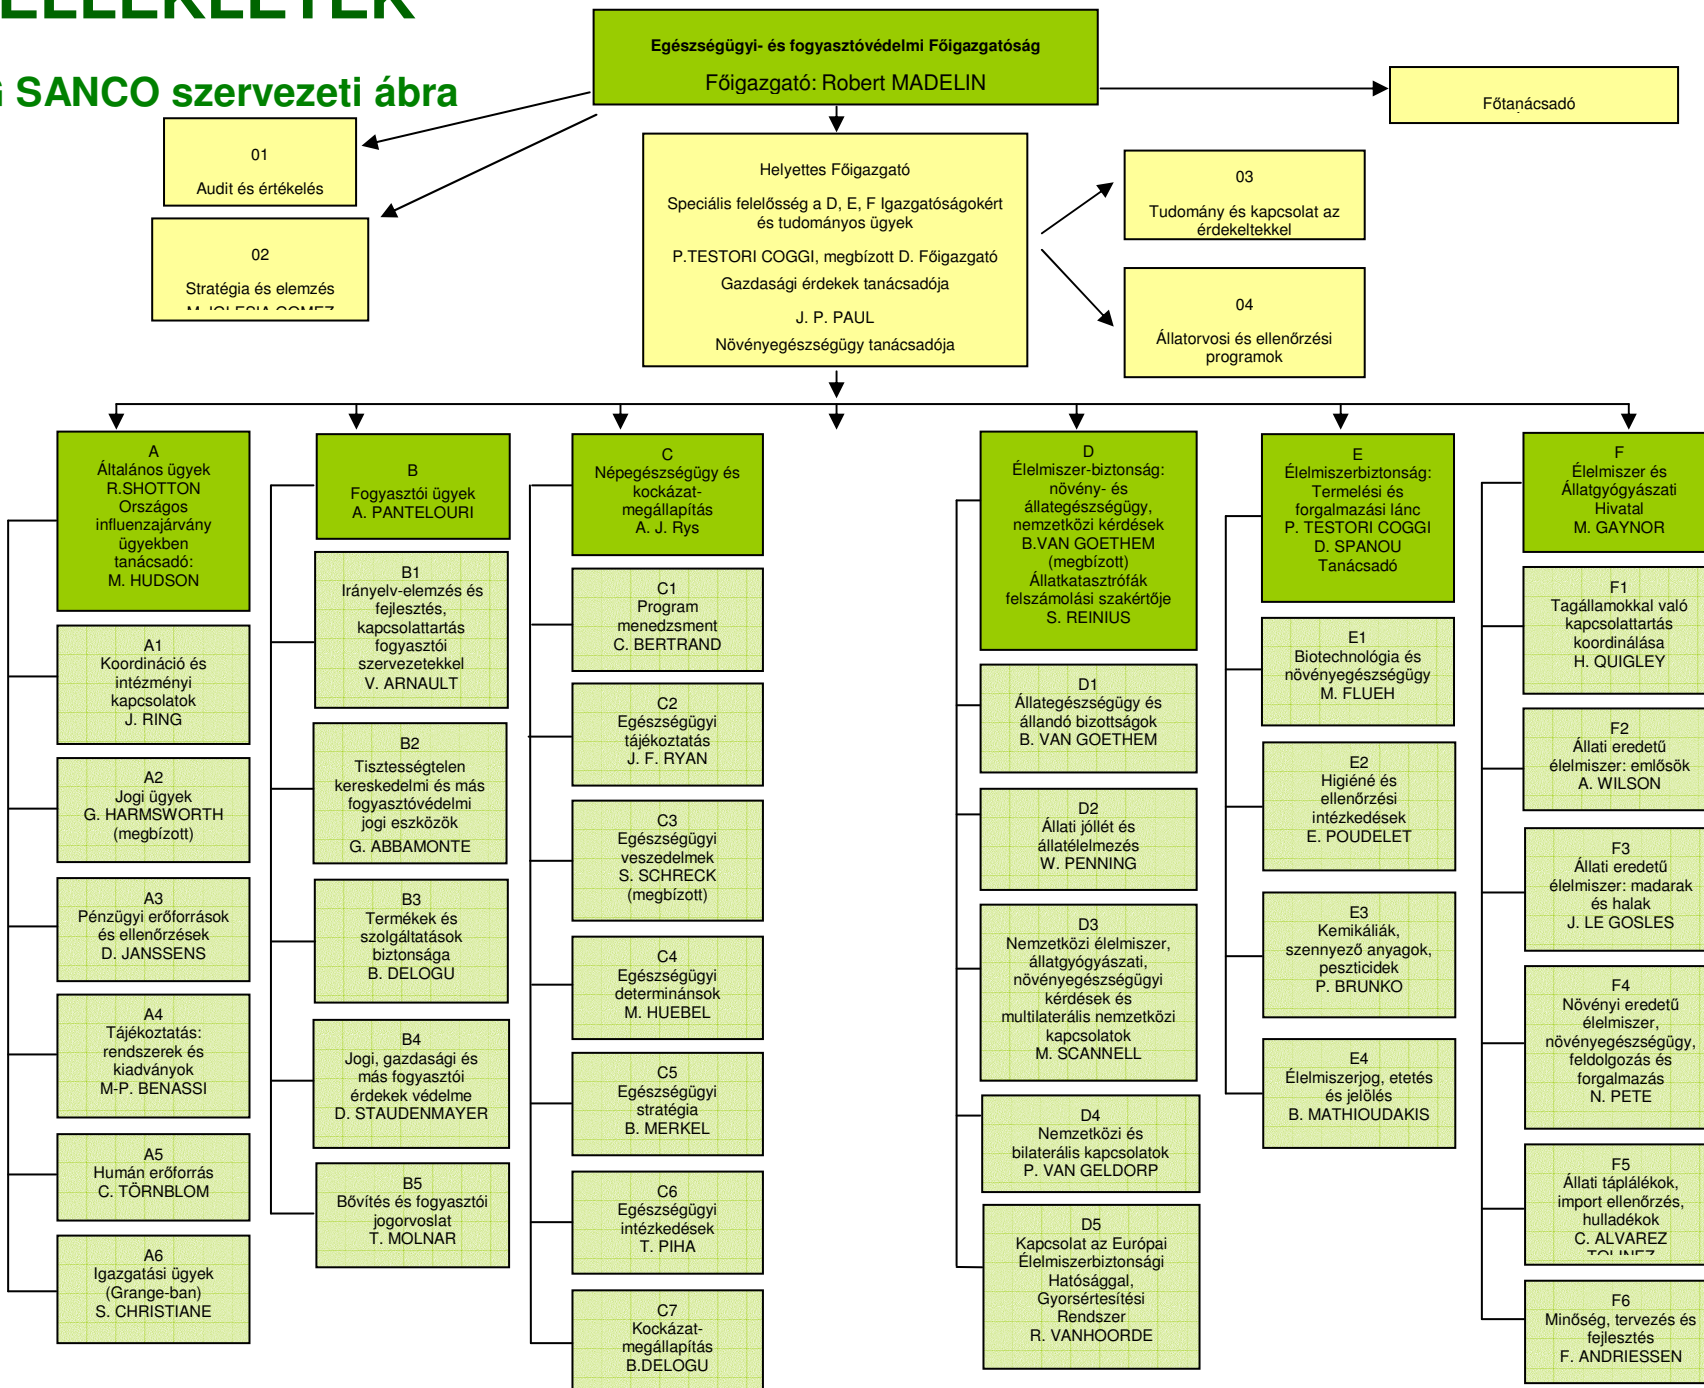 SANCO szervezeti ábra
Egészségügyi- és fogyasztóvédelmi Főigazgatóság
Főigazgató: Robert MADELIN
Főtanácsadó
01
Audit és értékelés
02
Stratégia és elemzés
Helyettes Főigazgató
Speciális felelősség a D, E, F Igazgatóságokért
és tudományos ügyek
P.TESTORI COGGI, megbízott D. Főigazgató
Gazdasági érdekek tanácsadója
J. P. PAUL
Növényegészségügy tanácsadója
03
Tudomány és kapcsolat az
érdekeltekkel
04
Állatorvosi és ellenőrzési
programok
A
Általános ügyek
R.SHOTTON
Országos
influenzajárvány
ügyekben
tanácsadó:
M. HUDSON
A1
Koordináció és
intézményi
kapcsolatok
J. RING
A2
Jogi ügyek
G. HARMSWORTH
(megbízott)
A3
Pénzügyi erőforrások
és ellenőrzések
D. JANSSENS
A4
Tájékoztatás:
rendszerek és
kiadványok
M-P. BENASSI
A5
Humán erőforrás
C. TÖRNBLOM
A6
Igazgatási ügyek
(Grange-ban)
S. CHRISTIANE
B
Fogyasztói ügyek
A. PANTELOURI
B1
Irányelv-elemzés és
fejlesztés,
kapcsolattartás
fogyasztói
szervezetekkel
V. ARNAULT
B2
Tisztességtelen
kereskedelmi és más
fogyasztóvédelmi
jogi eszközök
G. ABBAMONTE
B3
Termékek és
szolgáltatások
biztonsága
B. DELOGU
B4
Jogi, gazdasági és
más fogyasztói
érdekek védelme
D. STAUDENMAYER
B5
Bővítés és fogyasztói
jogorvoslat
T. MOLNAR
C
Népegészségügy és
kockázat-
megállapítás
A. J. Rys
C1
Program
menedzsment
C. BERTRAND
C2
Egészségügyi
tájékoztatás
J. F. RYAN
C3
Egészségügyi
veszedelmek
S. SCHRECK
(megbízott)
C4
Egészségügyi
determinánsok
M. HUEBEL
C5
Egészségügyi
stratégia
B. MERKEL
C6
Egészségügyi
intézkedések
T. PIHA
C7
Kockázat-
megállapítás
B.DELOGU
D
Élelmiszer-biztonság:
növény- és
állategészségügy,
nemzetközi kérdések
B.VAN GOETHEM
(megbízott)
Állatkatasztrófák
felszámolási szakértője
S. REINIUS
D1
Állategészségügy és
állandó bizottságok
B. VAN GOETHEM
D2
Állati jóllét és
állatélelmezés
W. PENNING
D3
Nemzetközi élelmiszer,
állatgyógyászati,
növényegészségügyi
kérdések és
multilaterális nemzetközi
kapcsolatok
M. SCANNELL
D4
Nemzetközi és
bilaterális kapcsolatok
P. VAN GELDORP
D5
Kapcsolat az Európai
Élelmiszerbiztonsági
Hatósággal,
Gyorsértesítési
Rendszer
R. VANHOORDE
E
Élelmiszerbiztonság:
Termelési és
forgalmazási lánc
P. TESTORI COGGI
D. SPANOU
Tanácsadó
E1
Biotechnológia és
növényegészségügy
M. FLUEH
E2
Higiéné és
ellenőrzési
intézkedések
E. POUDELET
E3
Kemikáliák,
szennyező anyagok,
peszticidek
P. BRUNKO
E4
Élelmiszerjog, etetés
és jelölés
B. MATHIOUDAKIS
F
Élelmiszer és
Állatgyógyászati
Hivatal
M. GAYNOR
F1
Tagállamokkal való
kapcsolattartás
koordinálása
H. QUIGLEY
F2
Állati eredetű
élelmiszer: emlősök
A. WILSON
F3
Állati eredetű
élelmiszer: madarak
és halak
J. LE GOSLES
F4
Növényi eredetű
élelmiszer,
növényegészségügy,
feldolgozás és
forgalmazás
N. PETE
F5
Állati táplálékok,
import ellenőrzés,
hulladékok
C. ALVAREZ
F6
Minőség, tervezés és
fejlesztés
F. ANDRIESSEN